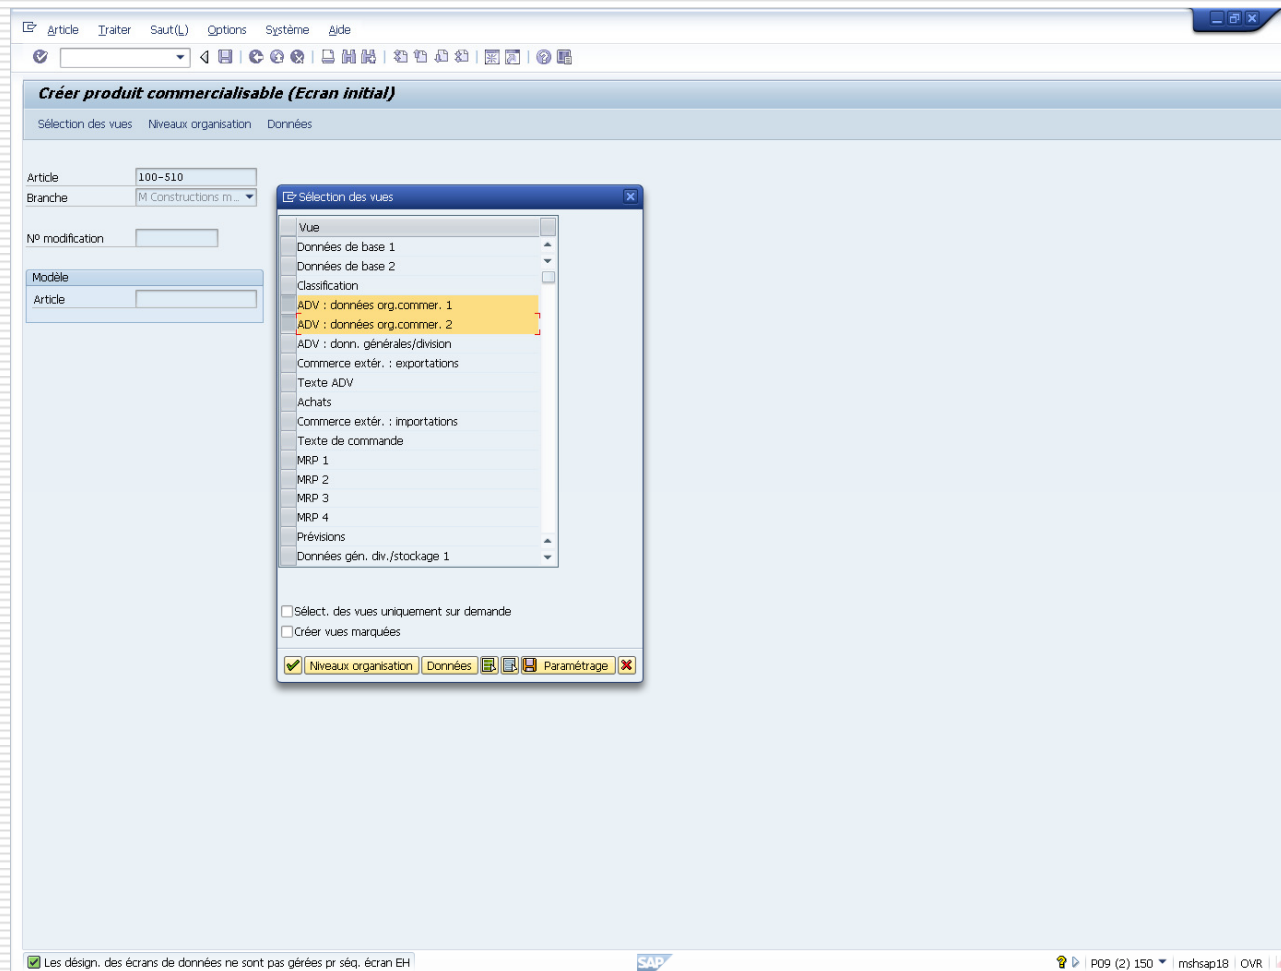 Article Traiter Saut(L) Options Système Aide
Créer produit commercialisable (Ecran initial)
Sélection des vues Niveaux organisation Données
Article 100-510
Branche M Constructions m...
Nº modification
Modèle
Article
Sélection des vues
Vue
Données de base 1
Données de base 2
Classification
ADV : données org.commer. 1
ADV : données org.commer. 2
ADV : donn. générales/division
Commerce extér. : exportations
Texte ADV
Achats
Commerce extér. : importations
Texte de commande
MRP 1
MRP 2
MRP 3
MRP 4
Prévisions
Données gén. div./stockage 1
Sélect. des vues uniquement sur demande
Créer vues marquées
Niveaux organisation Données Paramétrage
Les désign. des écrans de données ne sont pas gérées pr séq. écran EH
SAP
P09 (2) 150 mshsap18 OVR